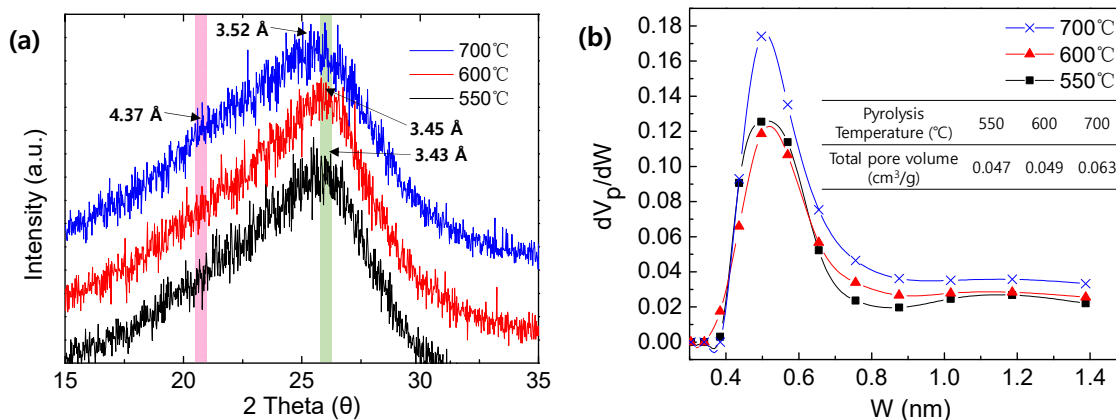 (a)
3.52 Å
700℃
600℃
550℃
4.37 Å
3.45 Å
3.43 Å
Intensity (a.u.)
15 20 25 30 35
2 Theta (θ)
(b)
0.18
0.16
0.14
0.12
0.10
0.08
0.06
0.04
0.02
0.00
dVp/dW
700℃
600℃
550℃
Pyrolysis
Temperature (℃) 550 600 700
Total pore volume
(cm³/g) 0.047 0.049 0.063
0.4 0.6 0.8 1.0 1.2 1.4
W (nm)